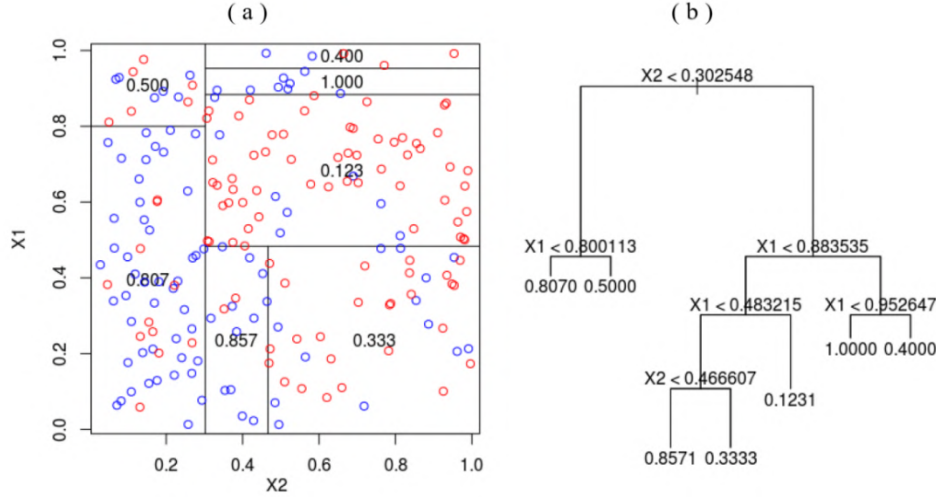 ( a )
( b )
1.0
0.8
0.6
0.4
0.2
0.0
X1
0.400
1.000
0.500
0.123
0.807
0.857
0.333
0.2
0.4
0.6
0.8
1.0
X2
X2 < 0.302548
X1 < 0.800113
X1 < 0.883535
0.8070 0.5000
X1 < 0.483215
X1 < 0.952647
1.0000 0.4000
X2 < 0.466607
0.1231
0.8571 0.3333